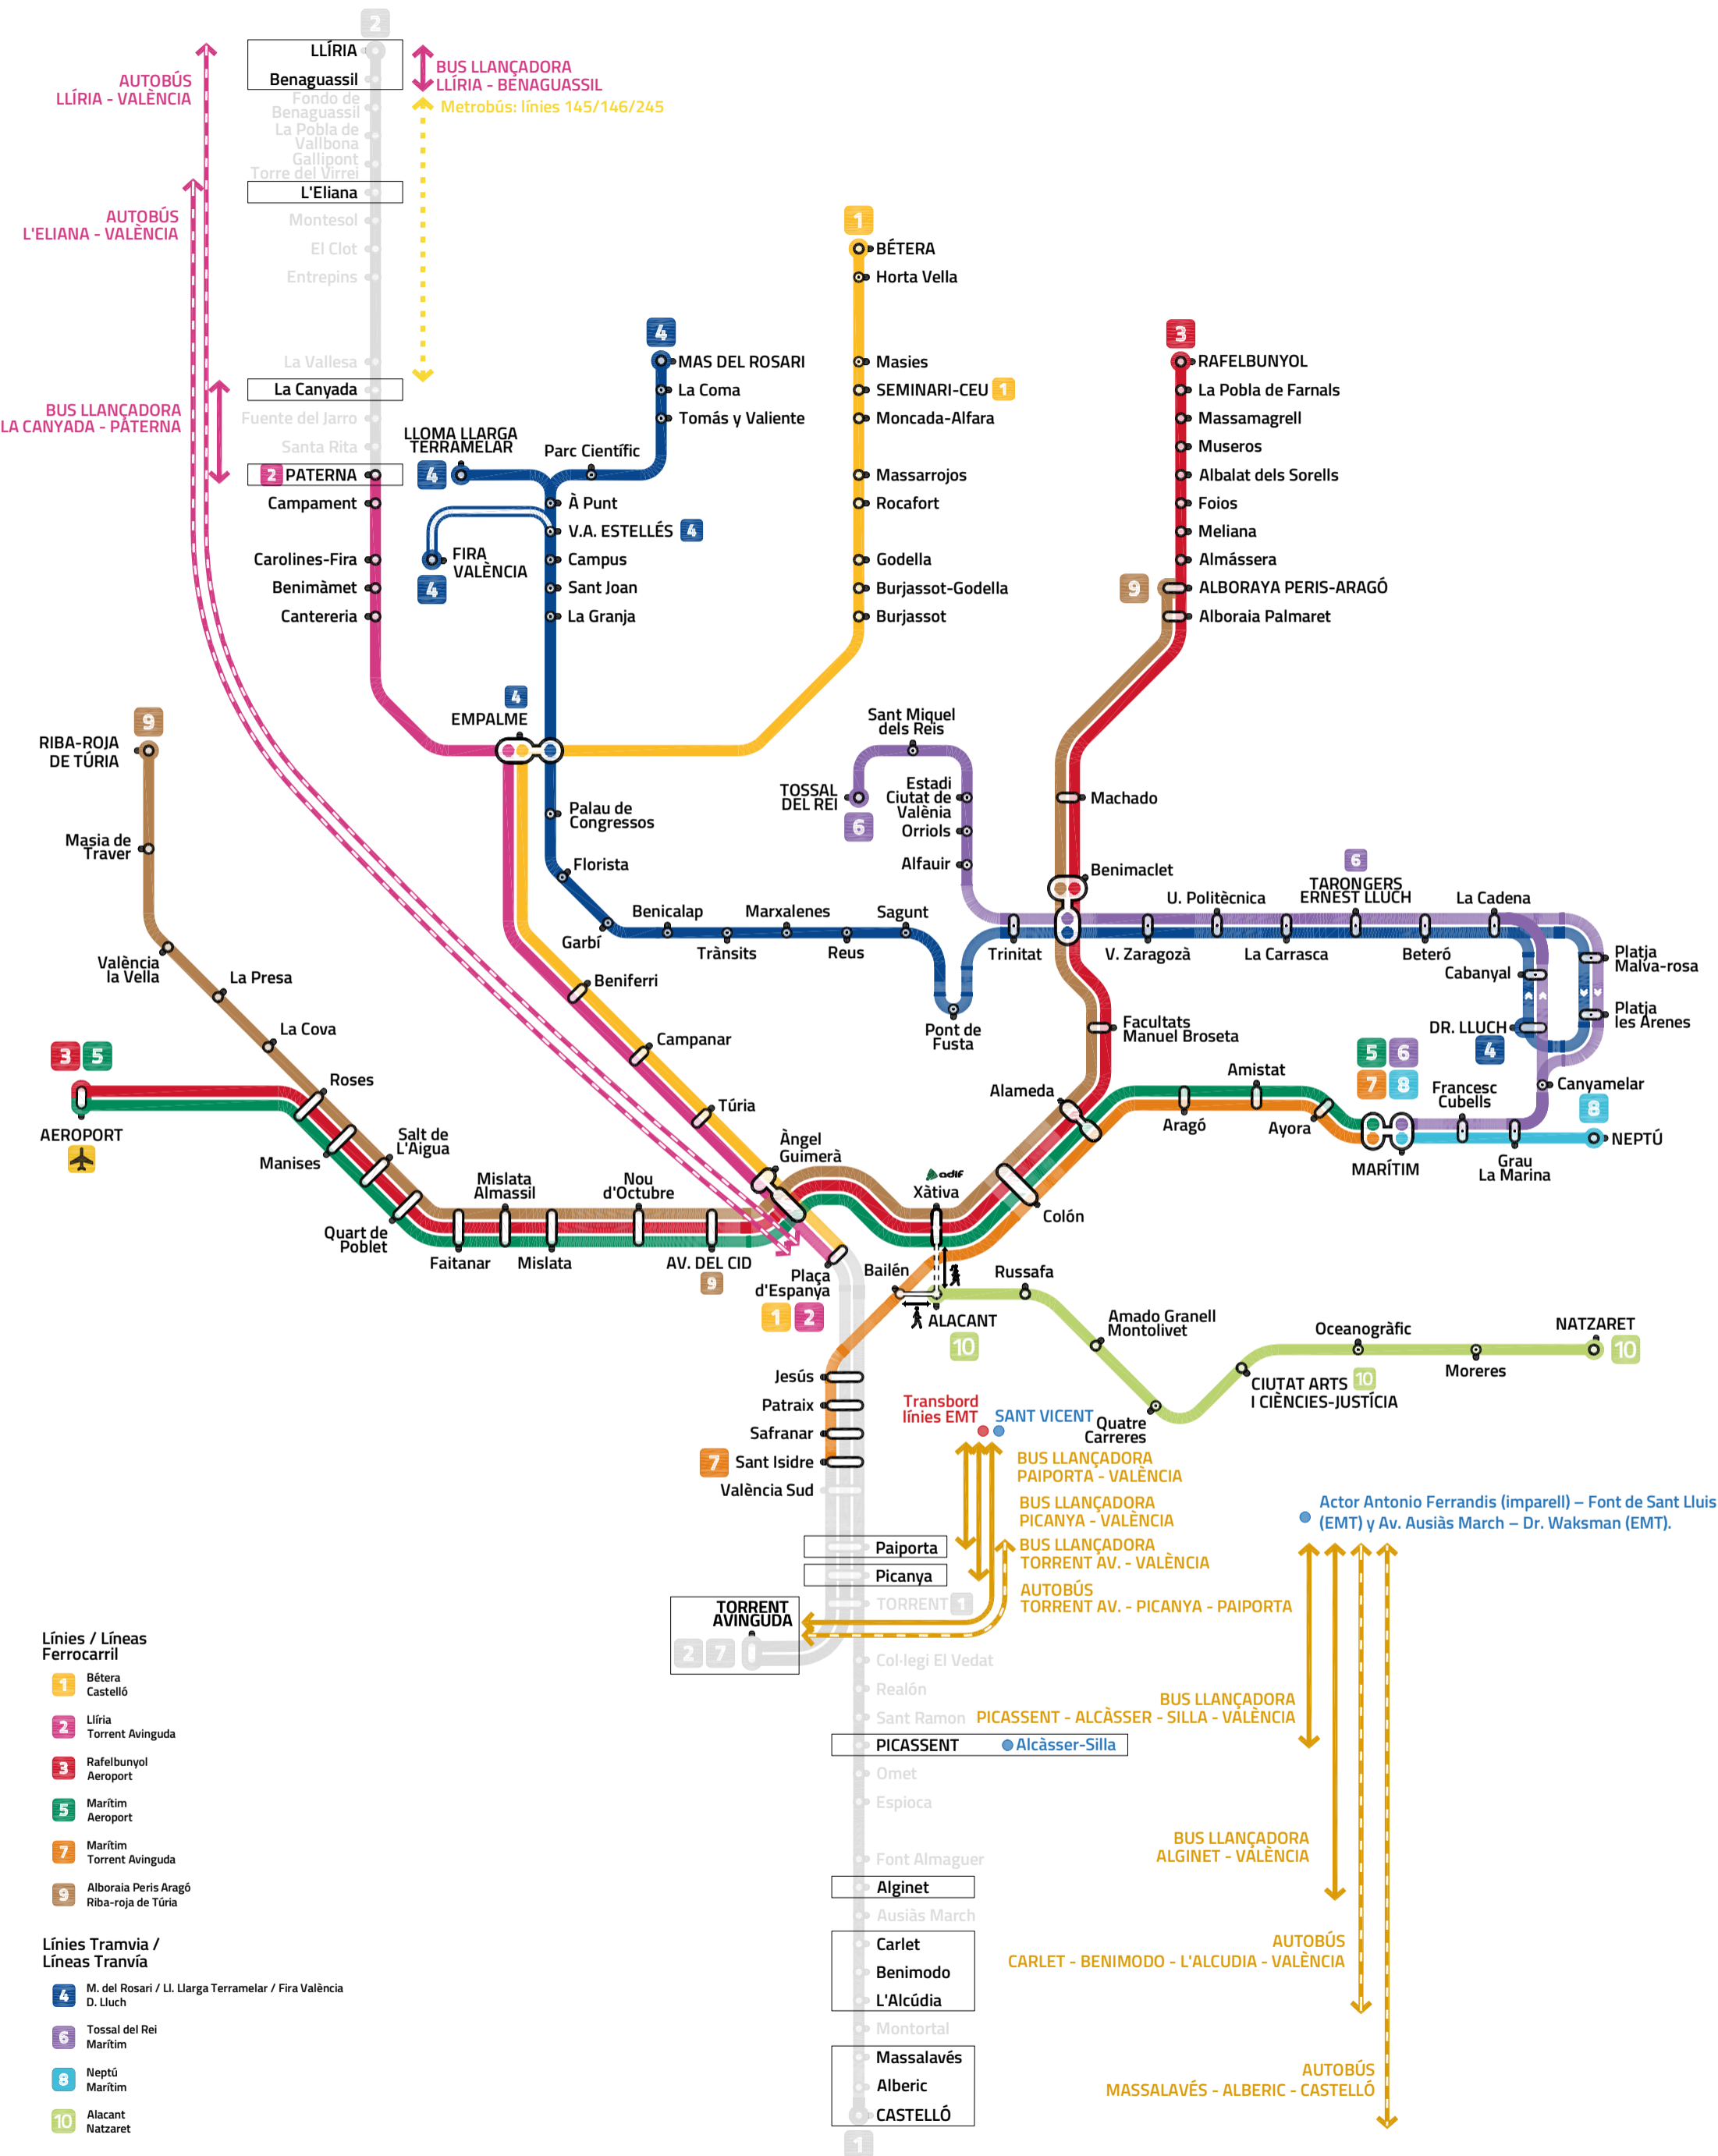 2
LLÍRIA
Benaguassil
Fondo de
Benaguassil
La Pobla de
Vallbona
Gallipont
Torre del Virrei
L'Eliana
Montesol
El Clot
Entrepins
La Vallesa
La Canyada
Fuente del Jarro
Santa Rita
2 PATERNA
Campament
Carolines-Fira
Benimàmet
Cantereria
AUTOBÚS
LLÍRIA - VALÈNCIA
BUS LLANÇADORA
LLÍRIA - BENAGUASSIL
Metrobús: línies 145/146/245
AUTOBÚS
L'ELIANA - VALÈNCIA
BUS LLANÇADORA
LA CANYADA - PATERNA
4
MAS DEL ROSARI
La Coma
Tomás y Valiente
Parc Científic
LLOMA LLARGA
TERRAMELAR
4
À Punt
V.A. ESTELLÉS 4
FIRA
VALÈNCIA
4
Campus
Sant Joan
La Granja
4
EMPALME
Palau de
Congressos
Florista
Garbí
Benicalap
Trànsits
Marxalenes
Reus
Sagunt
Pont de
Fusta
1
BÉTERA
Horta Vella
Masies
SEMINARI-CEU 1
Moncada-Alfara
Massarrojos
Rocafort
Godella
Burjassot-Godella
Burjassot
3
RAFELBUNYOL
La Pobla de Farnals
Massamagrell
Museros
Albalat dels Sorells
Foios
Meliana
Almássera
9
ALBORAYA PERIS-ARAGÓ
Alboraia Palmaret
Machado
Benimaclet
Sant Miquel
dels Reis
TOSSAL
DEL REI
6
Estadi
Ciutat de
Valènia
Orriols
Alfauir
Trinitat
V. Zaragozà
U. Politècnica
La Carrasca
6
TARONGERS
ERNEST LLUCH
Beteró
La Cadena
Platja
Malva-rosa
Cabanyal
Platja
les Arenes
DR. LLUCH
4
Canyamelar
8
NEPTÚ
Francesc
Cubells
Grau
La Marina
5 6
7 8
MARÍTIM
Facultats
Manuel Broseta
Alameda
Aragó
Amistat
Ayora
9
RIBA-ROJA
DE TÚRIA
Masia de
Traver
València
la Vella
La Presa
La Cova
Roses
3 5
AEROPORT
Manises
Salt de
L'Aigua
Quart de
Poblet
Faitanar
Mislata
Almassil
Mislata
Nou
d'Octubre
AV. DEL CID
9
Beniferri
Campanar
Túria
Àngel
Guimerà
Plaça
d'Espanya
1 2
adif
Xàtiva
Colón
Bailén
ALACANT
10
Russafa
Amado Granell
Montolivet
Quatre
Carreres
CIUTAT ARTS 10
I CIÈNCIES-JUSTÍCIA
Oceanogràfic
Moreres
NATZARET
10
Jesús
Patraix
Safranar
7 Sant Isidre
València Sud
Paiporta
Picanya
TORRENT 1
TORRENT
AVINGUDA
2 7
Transbord
línies EMT
SANT VICENT
BUS LLANÇADORA
PAIPORTA - VALÈNCIA
BUS LLANÇADORA
PICANYA - VALÈNCIA
BUS LLANÇADORA
TORRENT AV. - VALÈNCIA
AUTOBÚS
TORRENT AV. - PICANYA - PAIPORTA
Actor Antonio Ferrandis (imparell) – Font de Sant Lluis
(EMT) y Av. Ausiàs March – Dr. Waksman (EMT).
Col·legi El Vedat
Realón
Sant Ramon
PICASSENT
Alcàsser-Silla
Omet
Espioca
Font Almaguer
Alginet
Ausiàs March
Carlet
Benimodo
L'Alcúdia
Montortal
Massalavés
Alberic
CASTELLÓ
1
BUS LLANÇADORA
PICASSENT - ALCÀSSER - SILLA - VALÈNCIA
BUS LLANÇADORA
ALGINET - VALÈNCIA
AUTOBÚS
CARLET - BENIMODO - L'ALCUDIA - VALÈNCIA
AUTOBÚS
MASSALAVÉS - ALBERIC - CASTELLÓ
Línies / Líneas
Ferrocarril
1
Bétera
Castelló
2
Llíria
Torrent Avinguda
3
Rafelbunyol
Aeroport
5
Marítim
Aeroport
7
Marítim
Torrent Avinguda
9
Alboraia Peris Aragó
Riba-roja de Túria
Línies Tramvia /
Líneas Tranvía
4
M. del Rosari / Ll. Llarga Terramelar / Fira València
D. Lluch
6
Tossal del Rei
Marítim
8
Neptú
Marítim
10
Alacant
Natzaret